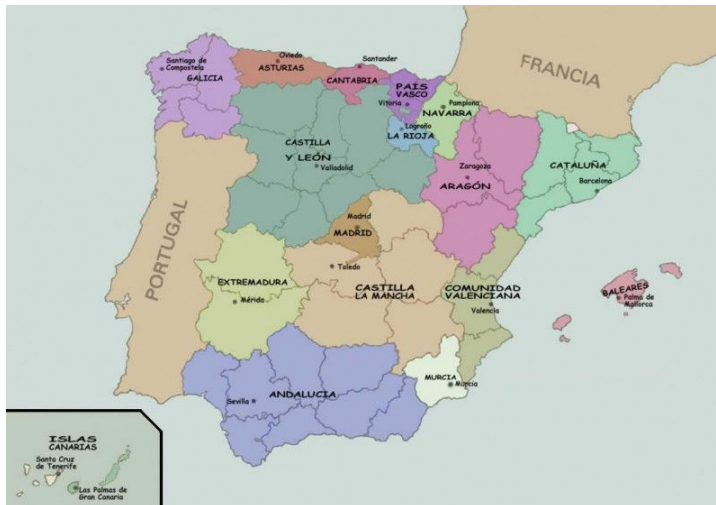 Oviedo
Santander
Santiago de
Compostela
GALICIA
ASTURIAS
CANTABRIA
PAIS
VASCO
FRANCIA
Vitoria
Pamplona
NAVARRA
Logroño
LA RIOJA
CASTILLA
Y LEÓN
Valladolid
Zaragoza
ARAGÓN
CATALUÑA
Barcelona
Madrid
MADRID
PORTUGAL
Toledo
EXTREMADURA
Mérida
CASTILLA
LA MANCHA
COMUNIDAD
VALENCIANA
Valencia
BALEARES
Palma de
Mallorca
MURCIA
Múrcia
Sevilla
ANDALUCIA
ISLAS
CANARIAS
Santa Cruz
de Tenerife
Las Palmas de
Gran Canaria